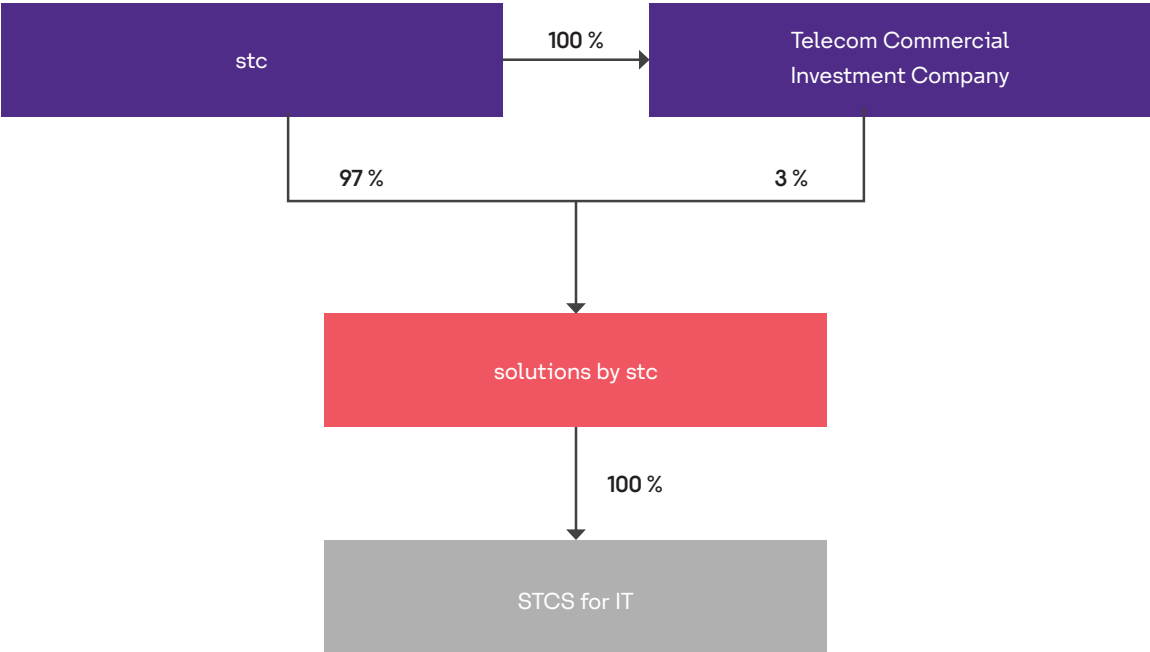 stc
100 %
Telecom Commercial
Investment Company
97 %
3 %
solutions by stc
100 %
STCS for IT